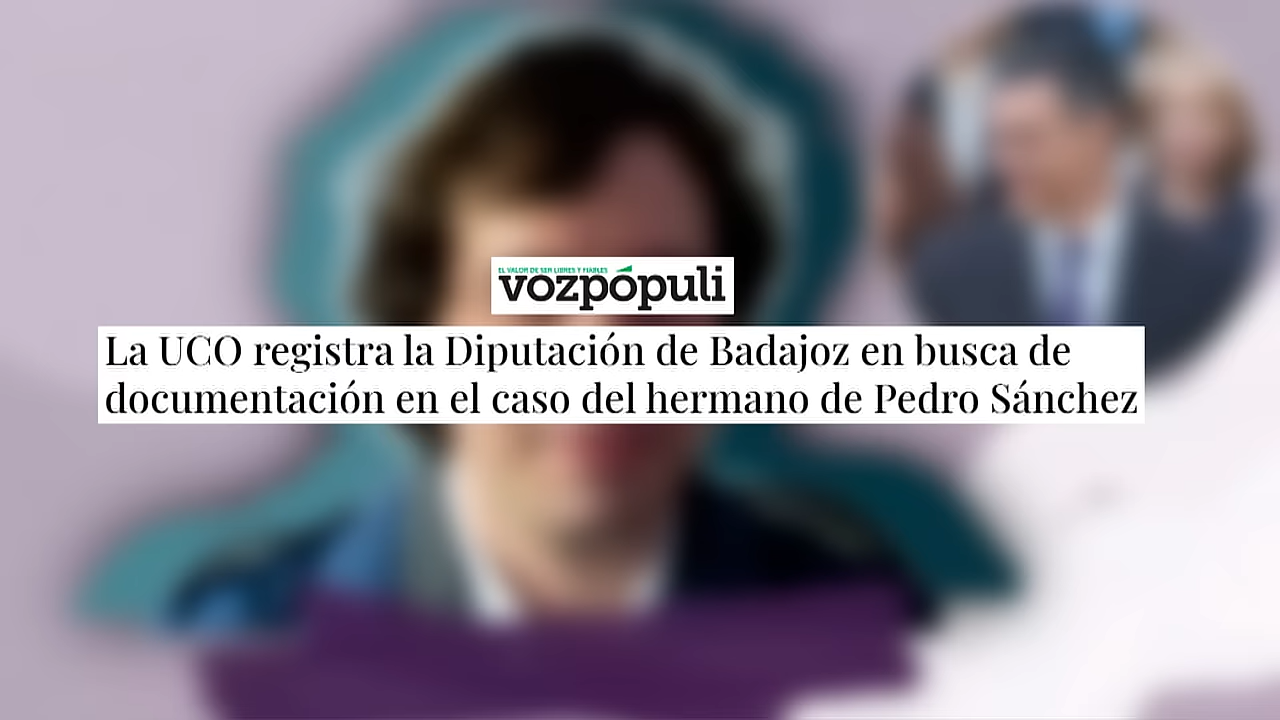 EL VALOR DE SER LIBRES Y FIABLES
vozpópuli
La UCO registra la Diputación de Badajoz en busca de
documentación en el caso del hermano de Pedro Sánchez